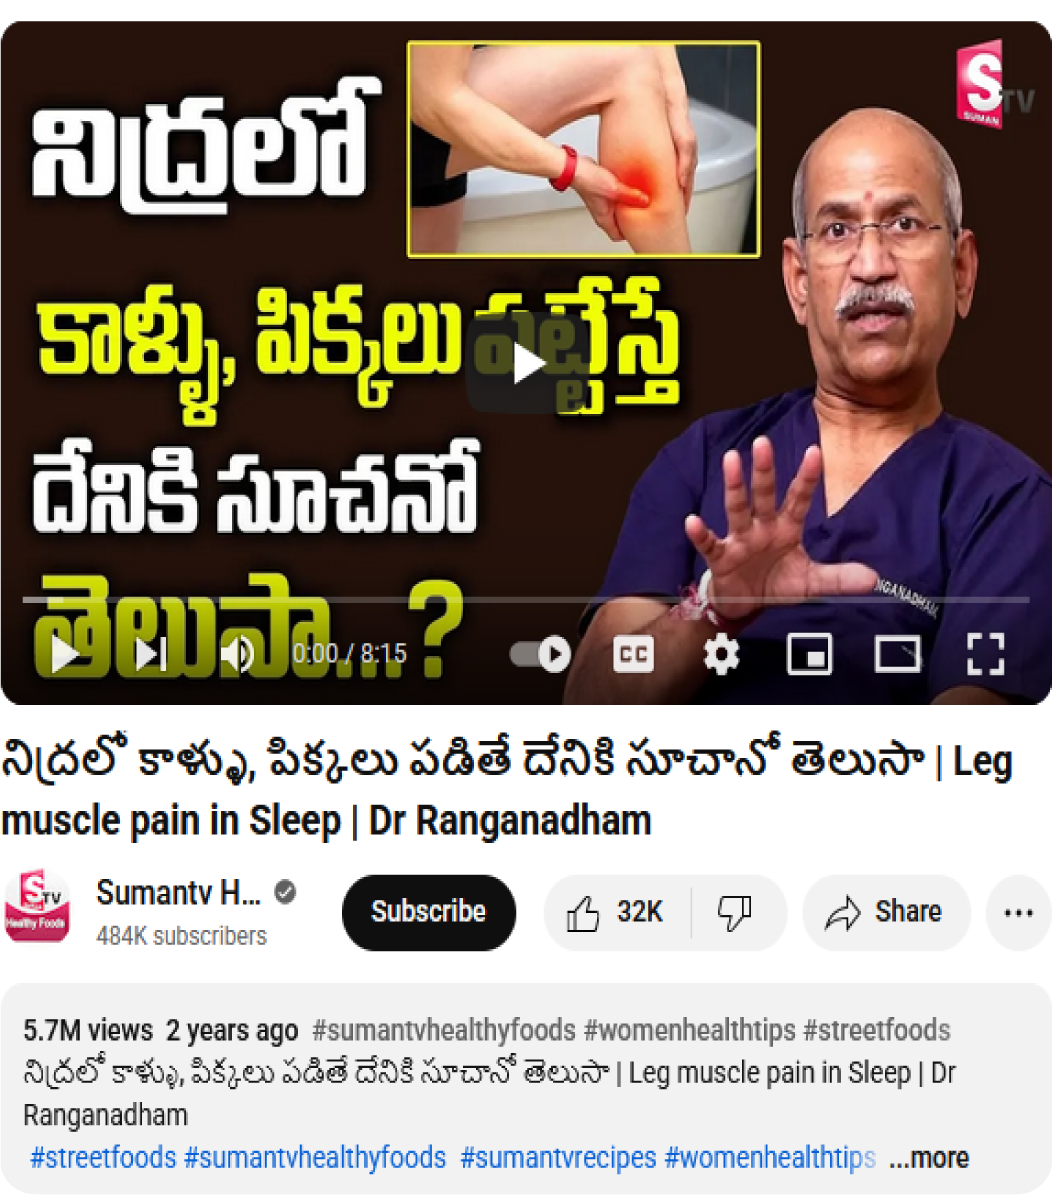 S TV
SUMAN
నిద్రలో
కాళ్ళు, పిక్కలు పట్టేస్తే
దేనికి సూచనో
తెలుసా...?
NGANADHAM
0:00 / 8:15
CC
నిద్రలో కాళ్ళు, పిక్కలు పడితే దేనికి సూచానో తెలుసా | Leg
muscle pain in Sleep | Dr Ranganadham
S TV
Healthy Foods
Sumantv H...
484K subscribers
Subscribe
32K
Share
5.7M views 2 years ago #sumantvhealthyfoods #womenhealthtips #streetfoods
నిద్రలో కాళ్ళు, పిక్కలు పడితే దేనికి సూచానో తెలుసా | Leg muscle pain in Sleep | Dr
Ranganadham
#streetfoods #sumantvhealthyfoods #sumantvrecipes #womenhealthtips ...more